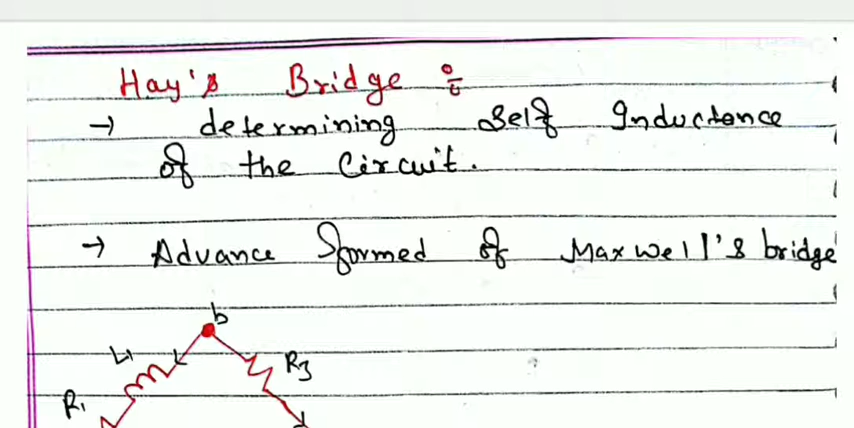 Hay's Bridge :
→ determining Self Inductance
of the Circuit.
→ Advance formed of Maxwell's bridge
b
L1
R3
R1